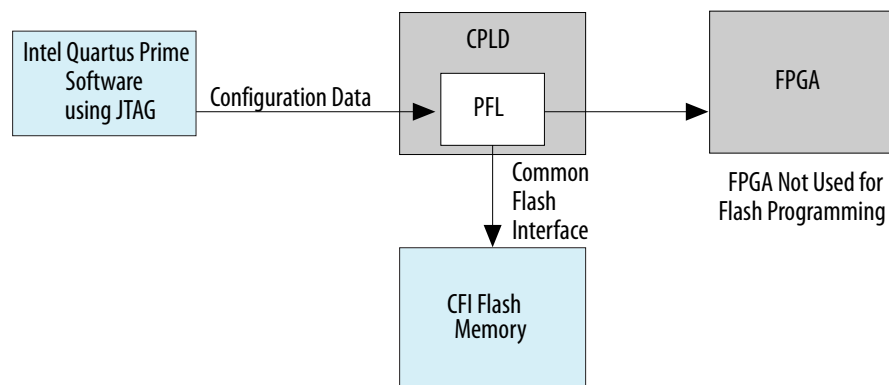 Intel Quartus Prime
Software
using JTAG
Configuration Data
CPLD
PFL
FPGA
FPGA Not Used for
Flash Programming
Common
Flash
Interface
CFI Flash
Memory